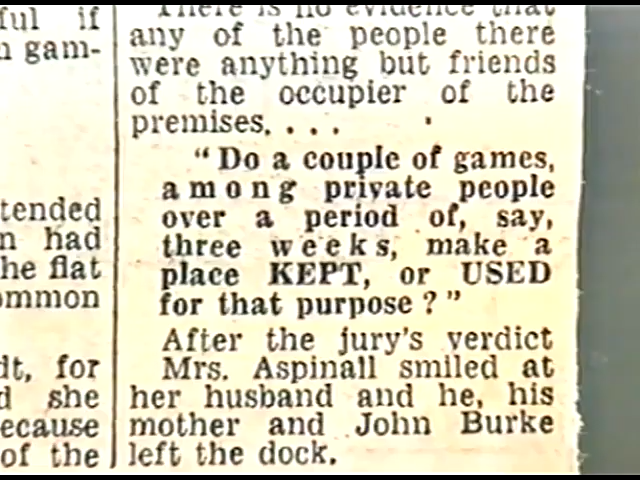 ful if
gam-
tended
n had
he flat
ommon
dt, for
d she
ecause
of the
There is no evidence that
any of the people there
were anything but friends
of the occupier of the
premises. . . .
"Do a couple of games,
among private people
over a period of, say,
three weeks, make a
place KEPT, or USED
for that purpose?"
After the jury's verdict
Mrs. Aspinall smiled at
her husband and he, his
mother and John Burke
left the dock.